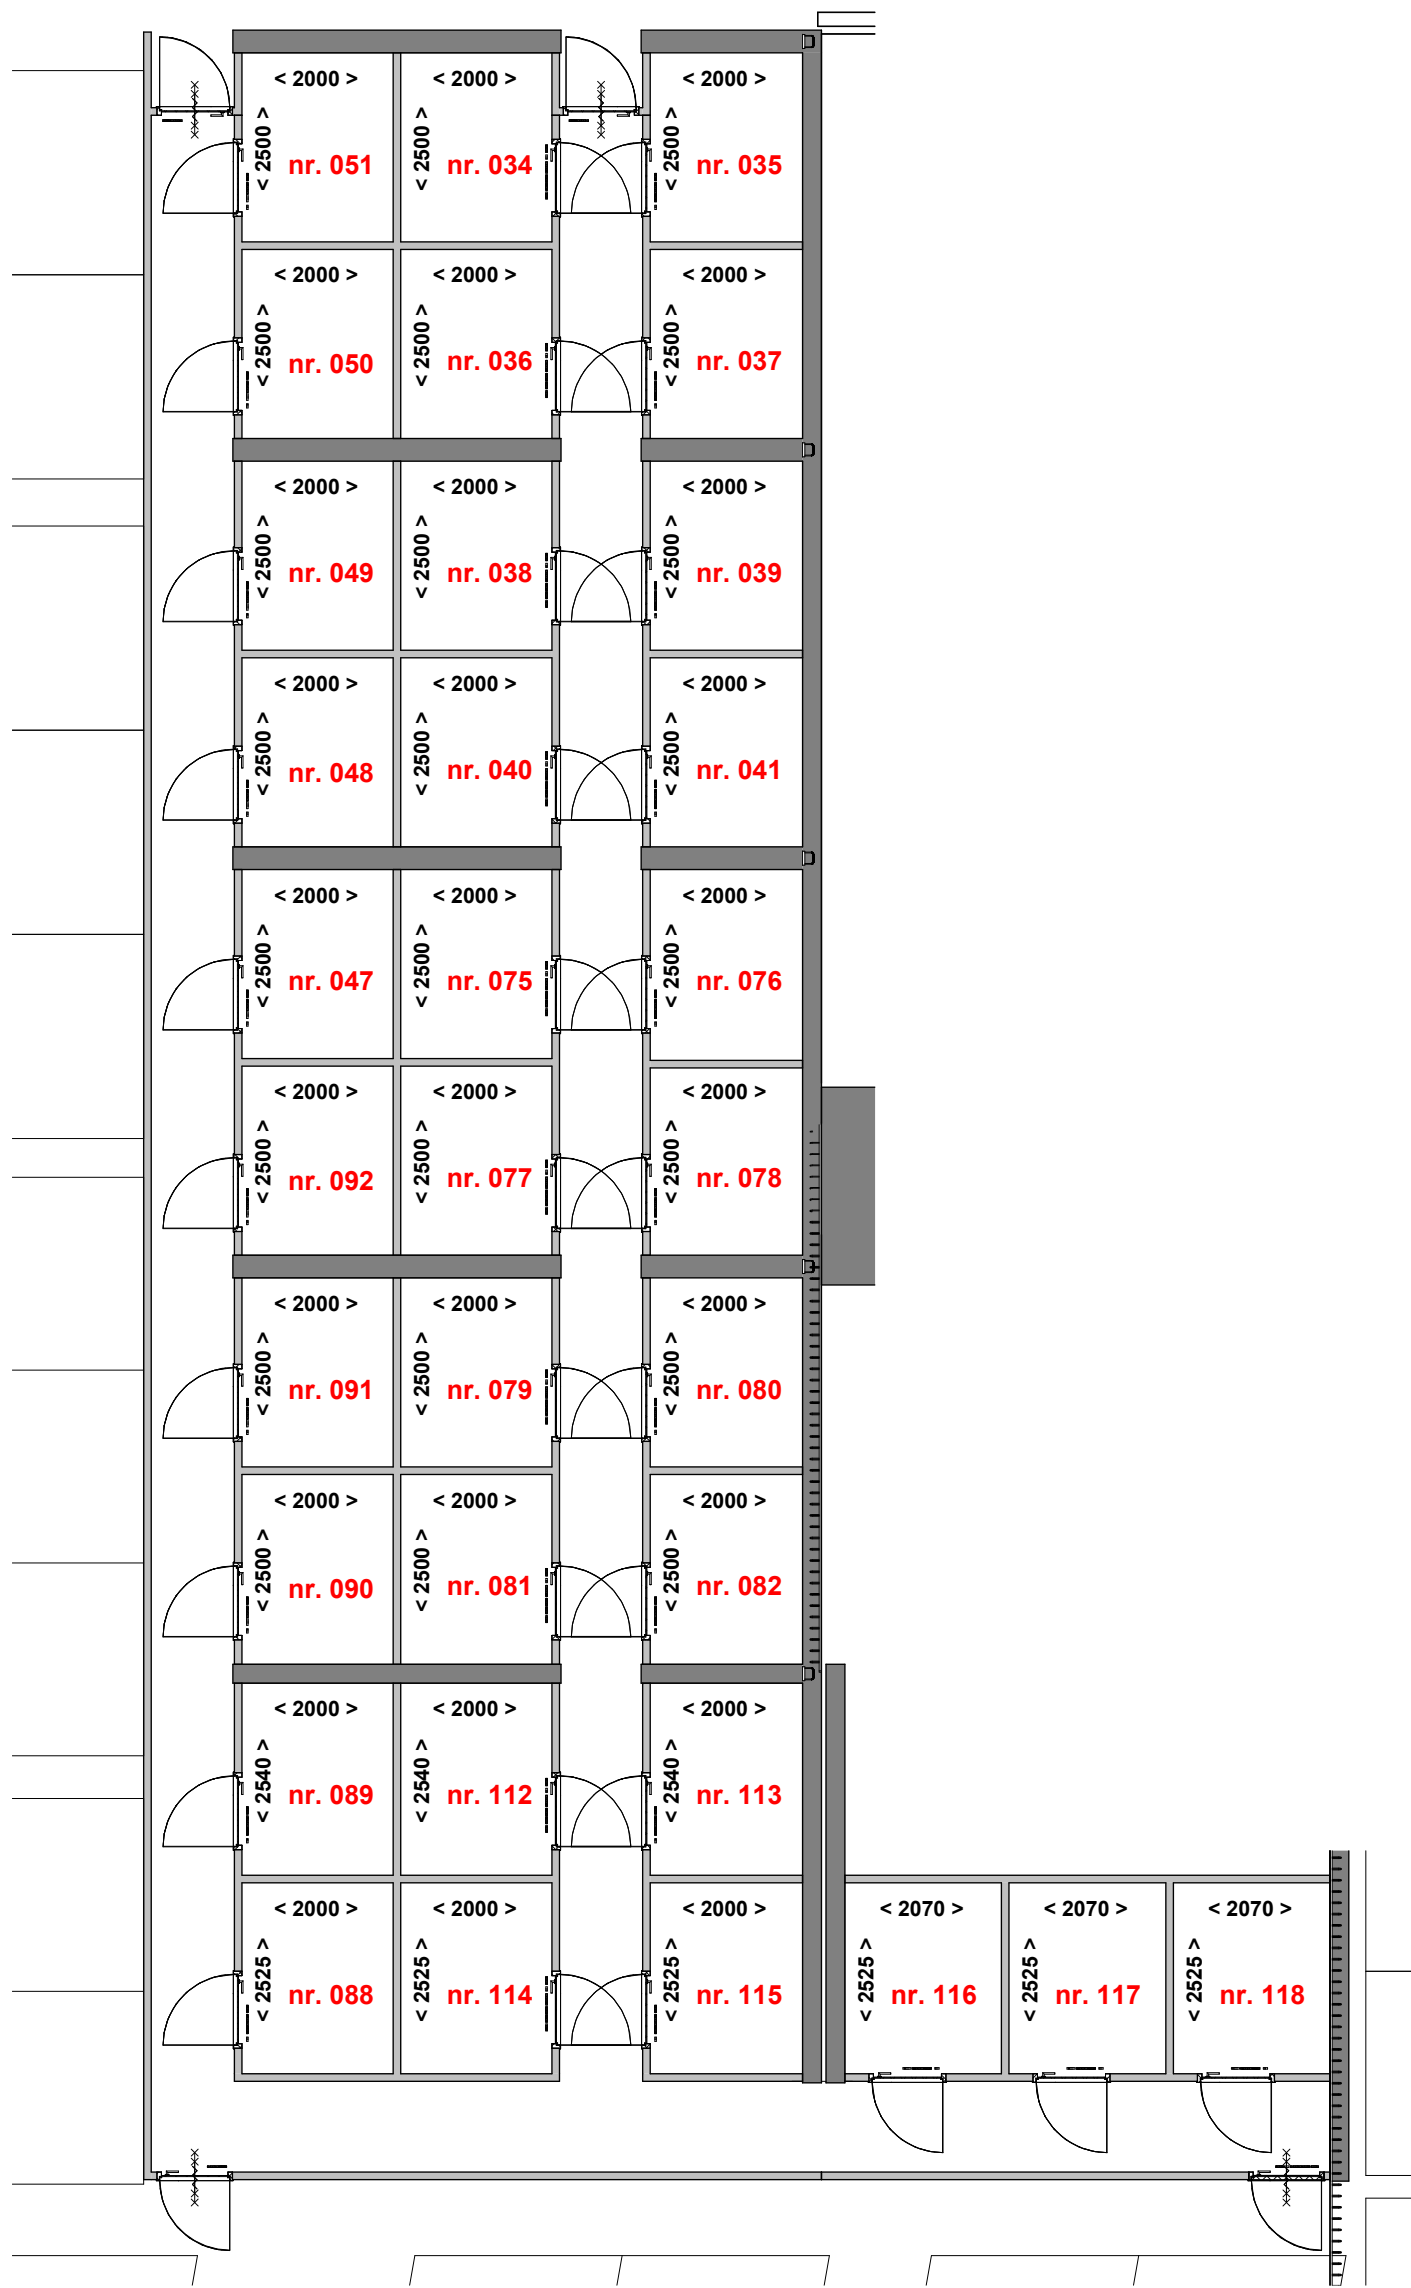 < 2000 > < 2000 > < 2000 >
< 2500 > nr. 051 < 2500 > nr. 034 < 2500 > nr. 035
< 2000 > < 2000 > < 2000 >
< 2500 > nr. 050 < 2500 > nr. 036 < 2500 > nr. 037
< 2000 > < 2000 > < 2000 >
< 2500 > nr. 049 < 2500 > nr. 038 < 2500 > nr. 039
< 2000 > < 2000 > < 2000 >
< 2500 > nr. 048 < 2500 > nr. 040 < 2500 > nr. 041
< 2000 > < 2000 > < 2000 >
< 2500 > nr. 047 < 2500 > nr. 075 < 2500 > nr. 076
< 2000 > < 2000 > < 2000 >
< 2500 > nr. 092 < 2500 > nr. 077 < 2500 > nr. 078
< 2000 > < 2000 > < 2000 >
< 2500 > nr. 091 < 2500 > nr. 079 < 2500 > nr. 080
< 2000 > < 2000 > < 2000 >
< 2500 > nr. 090 < 2500 > nr. 081 < 2500 > nr. 082
< 2000 > < 2000 > < 2000 >
< 2540 > nr. 089 < 2540 > nr. 112 < 2540 > nr. 113
< 2000 > < 2000 > < 2000 > < 2070 > < 2070 > < 2070 >
< 2525 > nr. 088 < 2525 > nr. 114 < 2525 > nr. 115 < 2525 > nr. 116 < 2525 > nr. 117 < 2525 > nr. 118